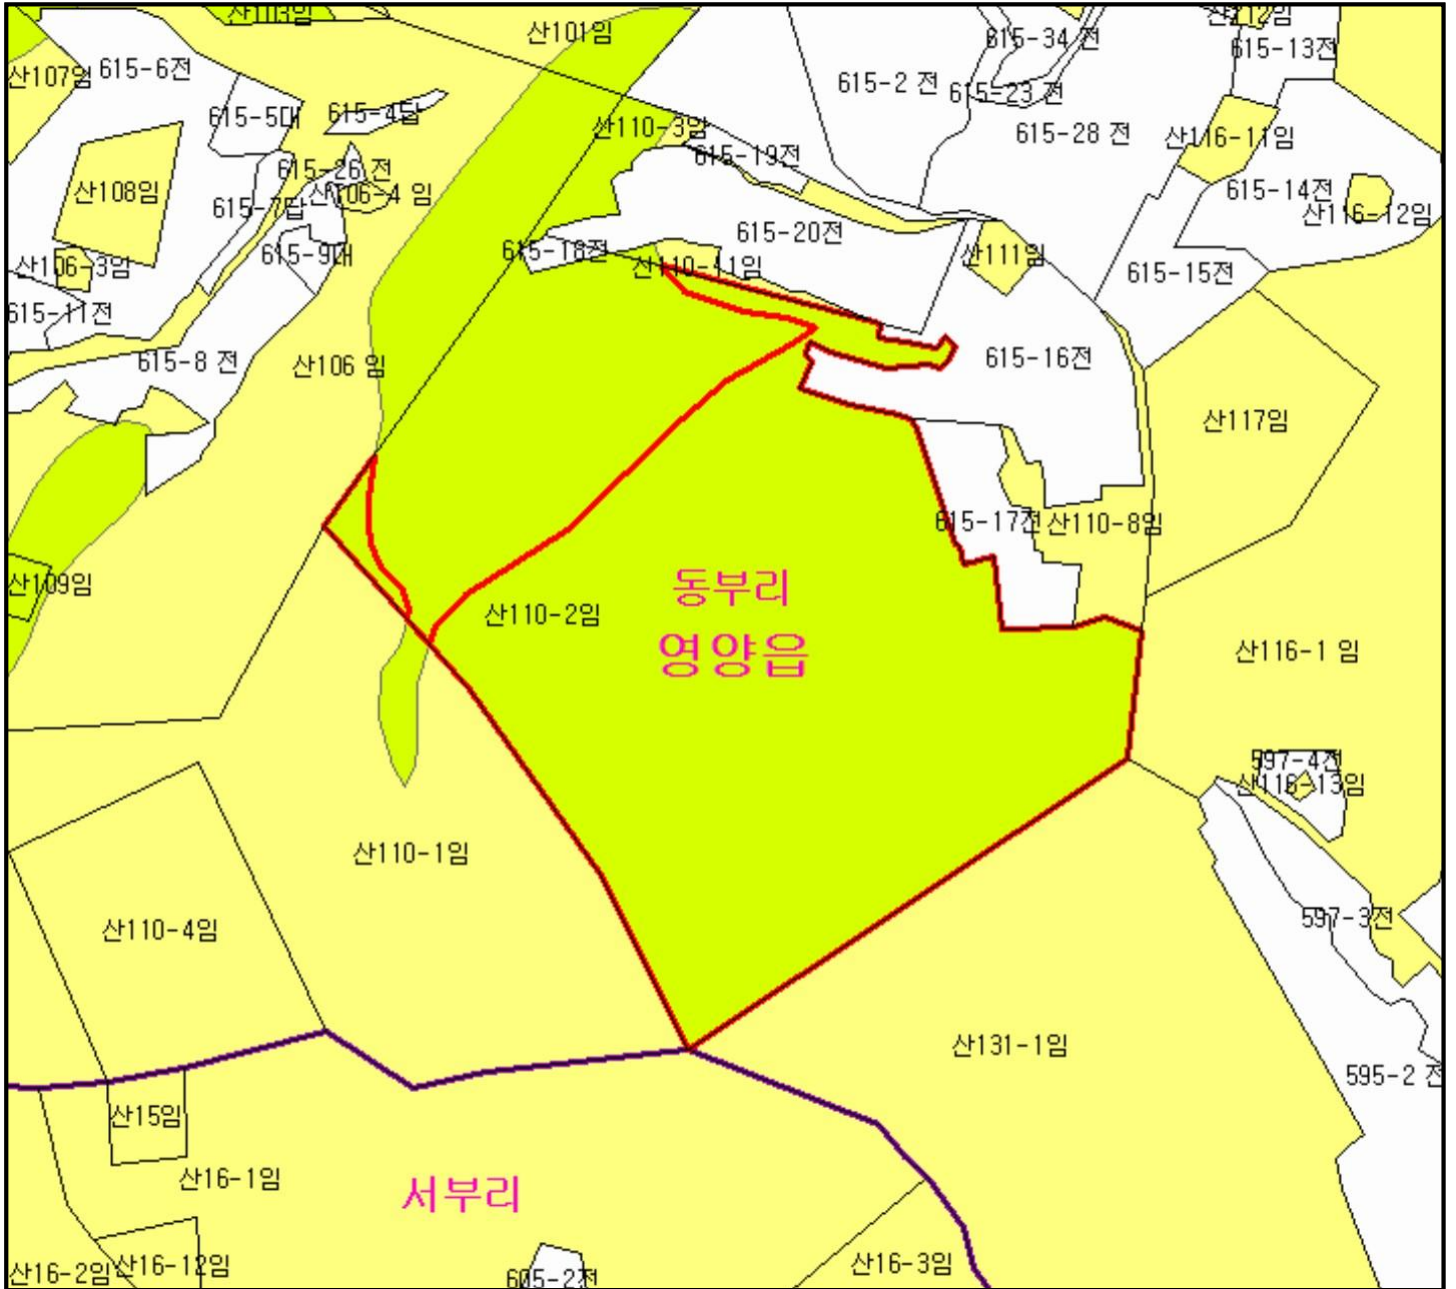 산103임
산101임
산212임
615-34 전
615-13전
산107임
615-6전
615-2 전
615-23 전
615-5대
615-4답
산110-3임
615-28 전
산116-11임
615-19전
615-26 전
산108임
산106-4 임
615-14전
615-7답
산116-12임
615-20전
615-18전
615-9대
산111임
산106-3임
산110-11임
615-15전
615-11전
615-8 전
산106 임
615-16전
산117임
615-17전
산110-8임
산109임
동부리
산110-2임
영양읍
산116-1 임
597-4전
산116-13임
산110-1임
597-3전
산110-4임
산131-1임
595-2 전
산15임
산16-1임
서부리
산16-2임
산16-12임
605-2전
산16-3임